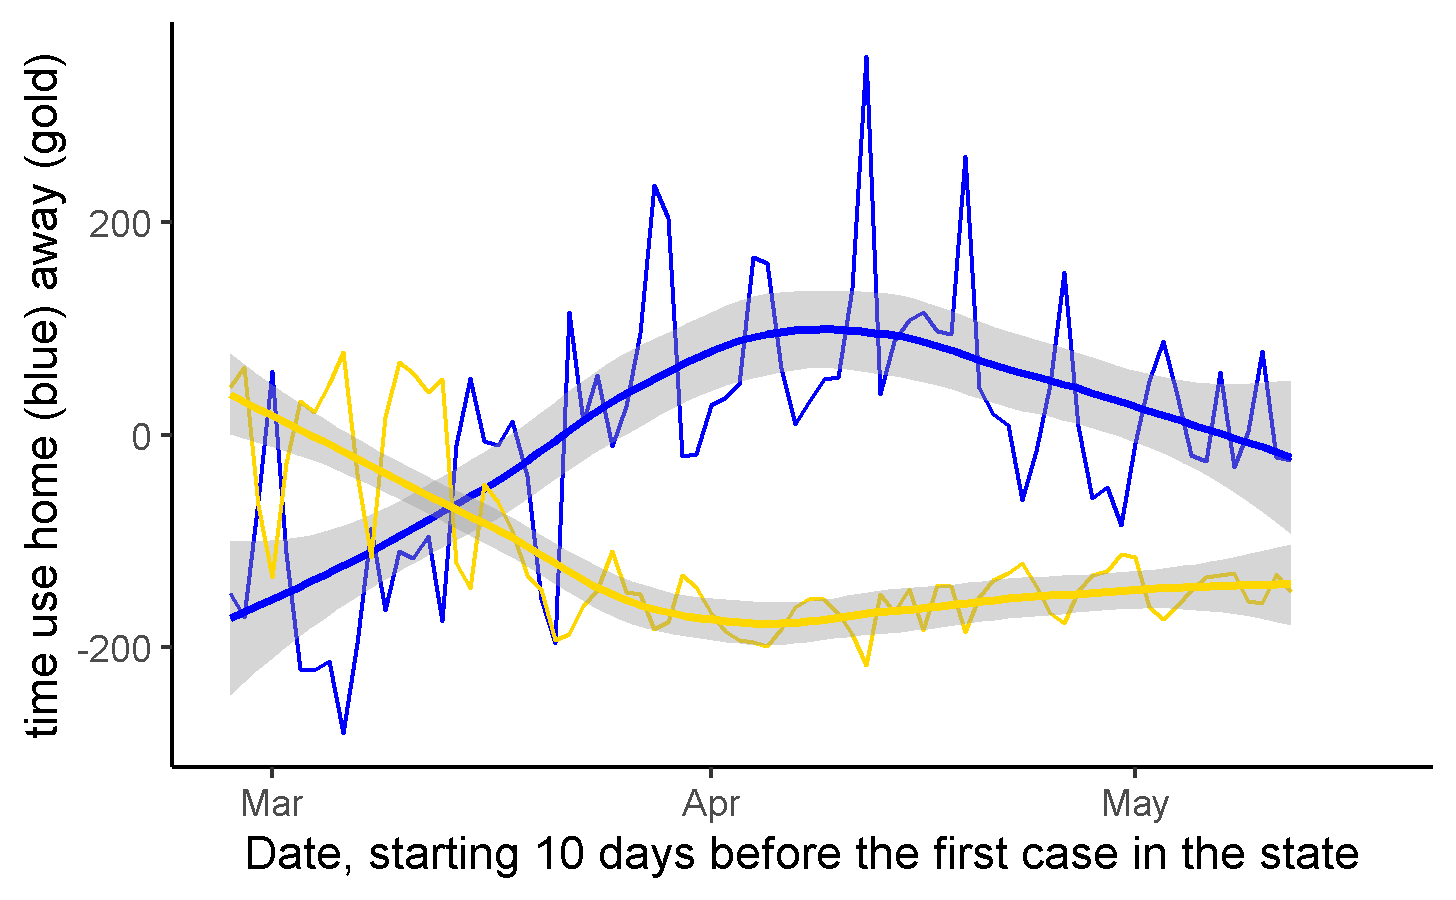 time use home (blue) away (gold)
200
0
-200
Mar
Apr
May
Date, starting 10 days before the first case in the state